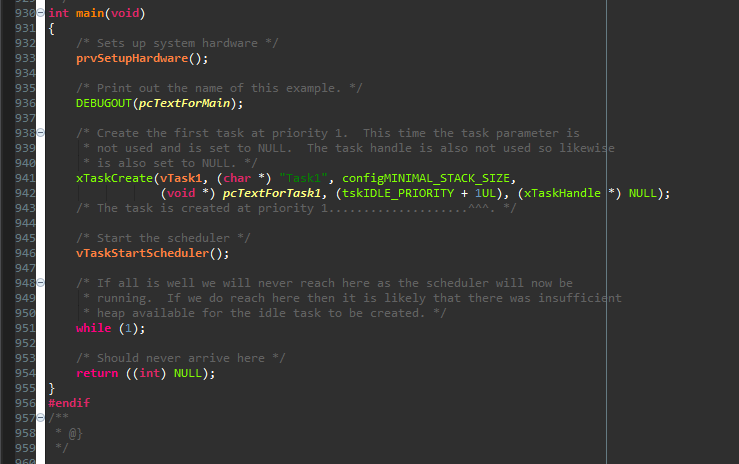 930 int main(void)
931 {
932 /* Sets up system hardware */
933 prvSetupHardware();
934
935 /* Print out the name of this example. */
936 DEBUGOUT(pcTextForMain);
937
938 /* Create the first task at priority 1.  This time the task parameter is
939 * not used and is set to NULL.  The task handle is also not used so likewise
940 * is also set to NULL. */
941 xTaskCreate(vTask1, (char *) "Task1", configMINIMAL_STACK_SIZE,
942 (void *) pcTextForTask1, (tskIDLE_PRIORITY + 1UL), (xTaskHandle *) NULL);
943 /* The task is created at priority 1....................^^^. */
944
945 /* Start the scheduler */
946 vTaskStartScheduler();
947
948 /* If all is well we will never reach here as the scheduler will now be
949 * running.  If we do reach here then it is likely that there was insufficient
950 * heap available for the idle task to be created. */
951 while (1);
952
953 /* Should never arrive here */
954 return ((int) NULL);
955 }
956 #endif
957 /**
958 * @}
959 */